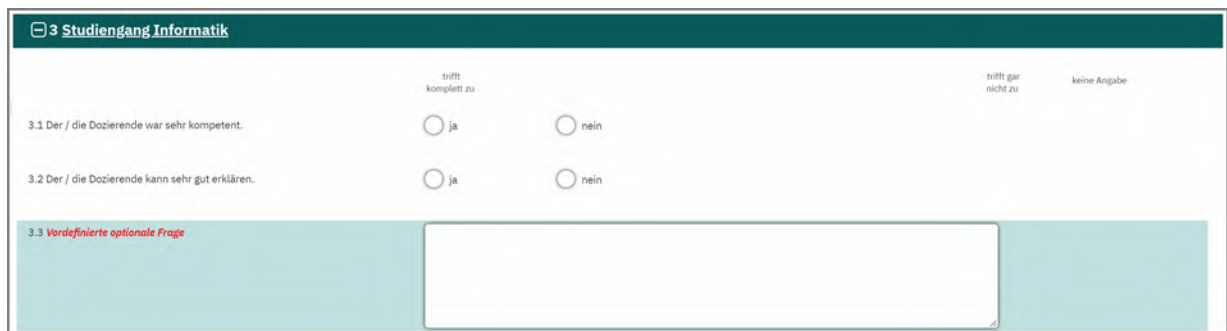 3 Studiengang Informatik
trifft komplett zu
trifft gar nicht zu
keine Angabe
3.1 Der / die Dozierende war sehr kompetent.
ja
nein
3.2 Der / die Dozierende kann sehr gut erklären.
ja
nein
3.3 Vordefinierte optionale Frage